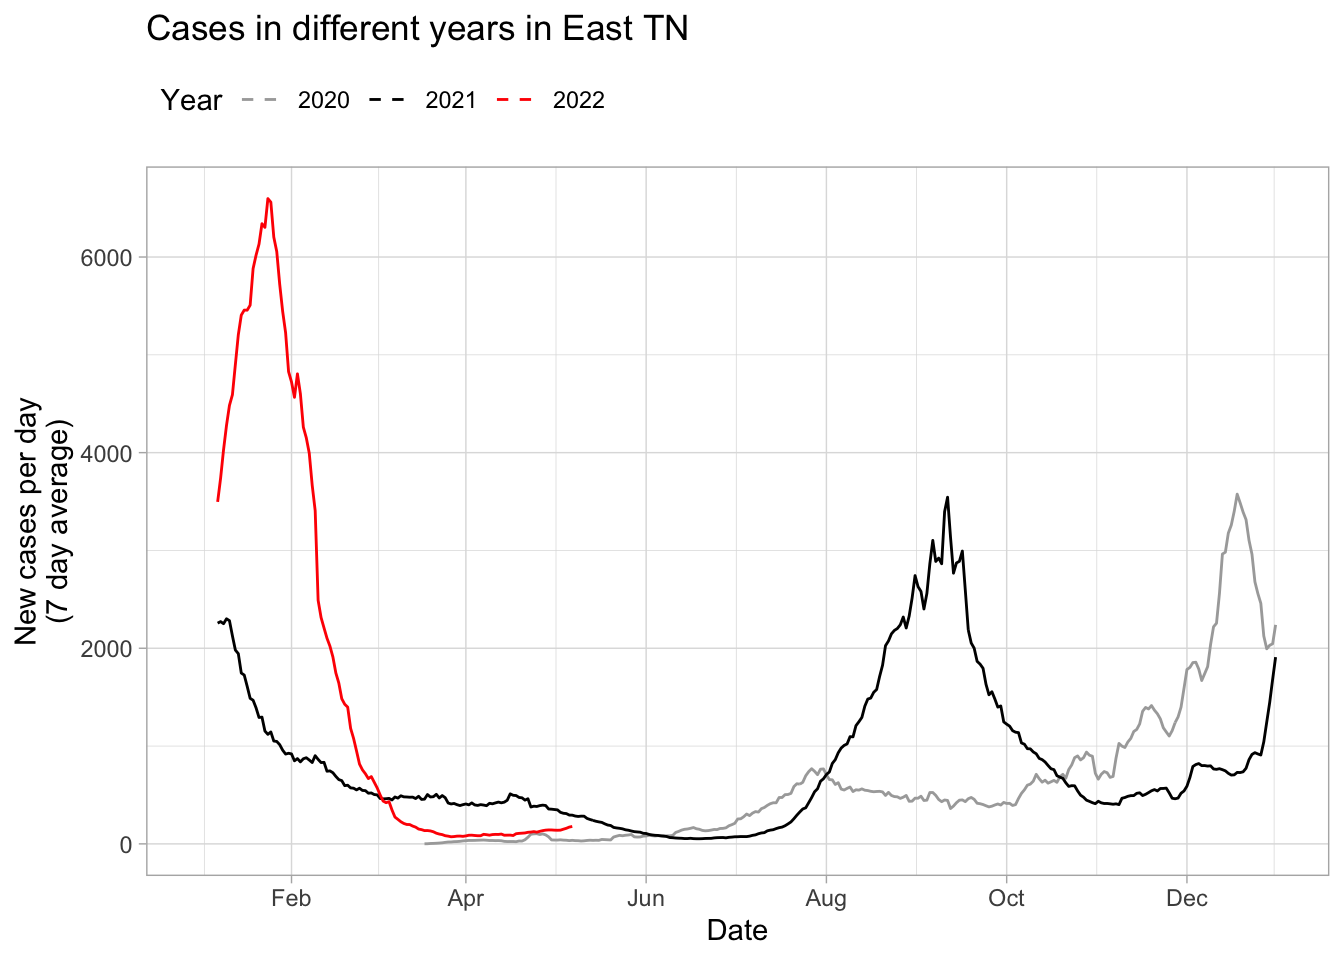 Cases in different years in East TN
Year 2020 2021 2022
New cases per day
(7 day average)
6000
4000
2000
0
Feb Apr Jun Aug Oct Dec
Date